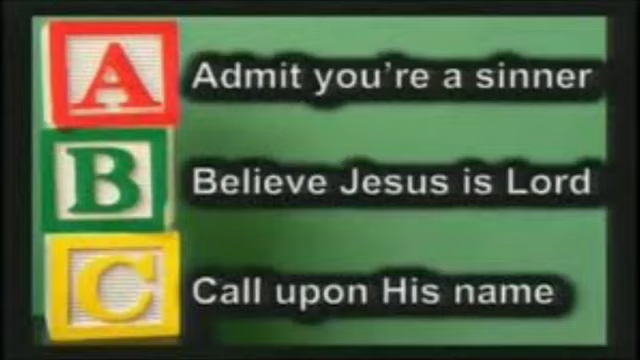 A Admit you're a sinner
B Believe Jesus is Lord
C Call upon His name